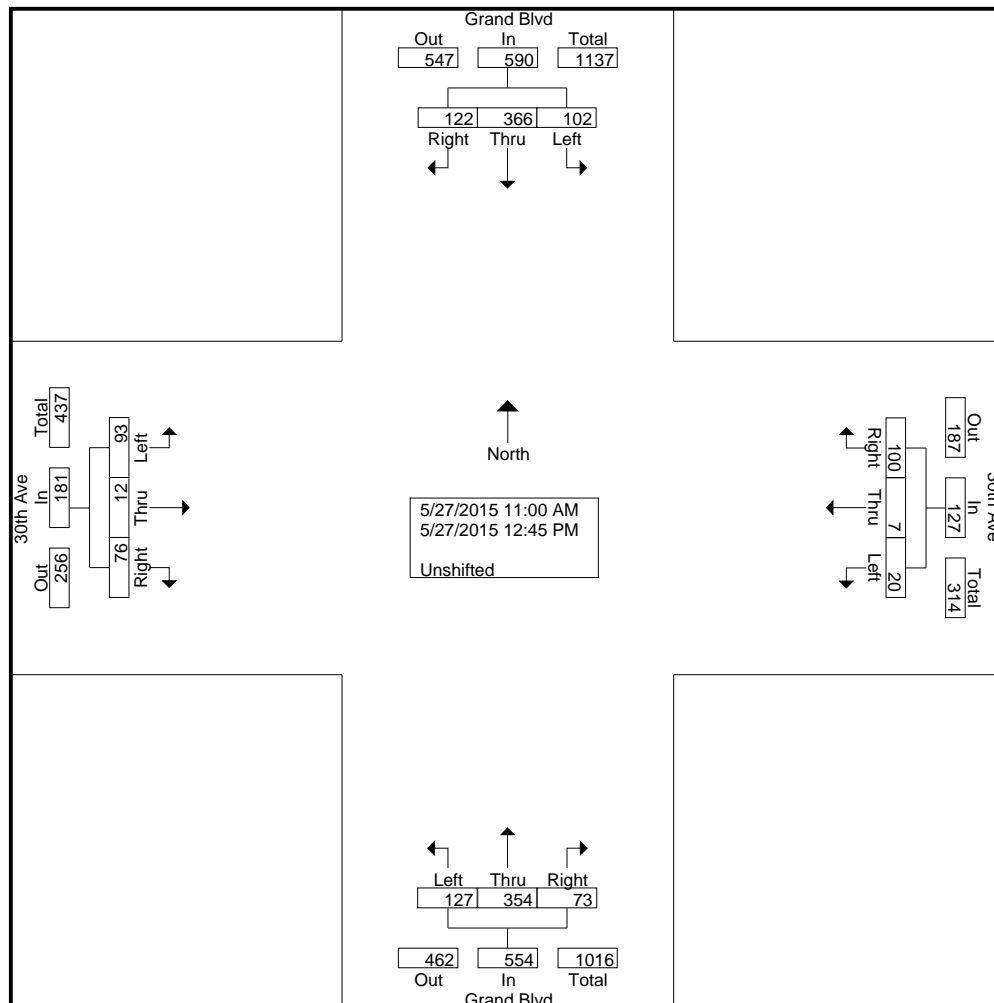 Grand Blvd
Out In Total
547 590 1137
122 366 102
Right Thru Left
30th Ave
Total In Out
437 181 256
93 12 76
Left Thru Right
North
5/27/2015 11:00 AM
5/27/2015 12:45 PM
Unshifted
Right Thru Left
100 7 20
187 127 314
Out In Total
30th Ave
Left Thru Right
127 354 73
462 554 1016
Out In Total
Grand Blvd